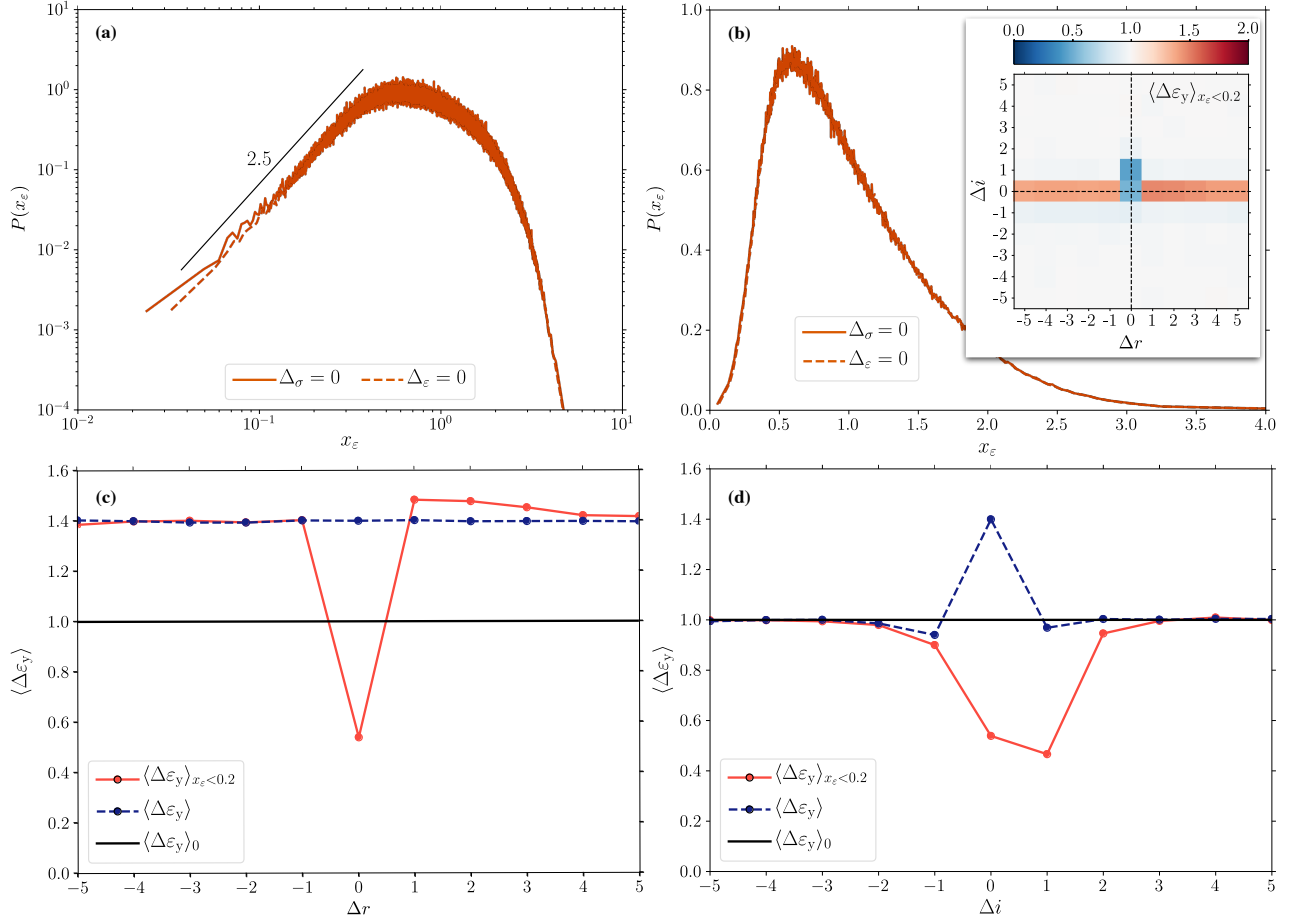 (a)
10^1
10^0
10^{-1}
10^{-2}
10^{-3}
10^{-4}
P(x_ε)
2.5
Δ_σ = 0
Δ_ε = 0
10^{-2} 10^{-1} 10^0 10^1
x_ε
(b)
1.0
0.8
0.6
0.4
0.2
0.0
P(x_ε)
Δ_σ = 0
Δ_ε = 0
0.0 0.5 1.0 1.5 2.0 2.5 3.0 3.5 4.0
x_ε
0.0 0.5 1.0 1.5 2.0
⟨Δε_y⟩_{x_ε<0.2}
5
4
3
2
1
0
-1
-2
-3
-4
-5
Δi
-5 -4 -3 -2 -1 0 1 2 3 4 5
Δr
(c)
1.6
1.4
1.2
1.0
0.8
0.6
0.4
0.2
0.0
⟨Δε_y⟩
⟨Δε_y⟩_{x_ε<0.2}
⟨Δε_y⟩
⟨Δε_y⟩_0
−5 −4 −3 −2 −1 0 1 2 3 4 5
Δr
(d)
1.6
1.4
1.2
1.0
0.8
0.6
0.4
0.2
0.0
⟨Δε_y⟩
⟨Δε_y⟩_{x_ε<0.2}
⟨Δε_y⟩
⟨Δε_y⟩_0
−5 −4 −3 −2 −1 0 1 2 3 4 5
Δi